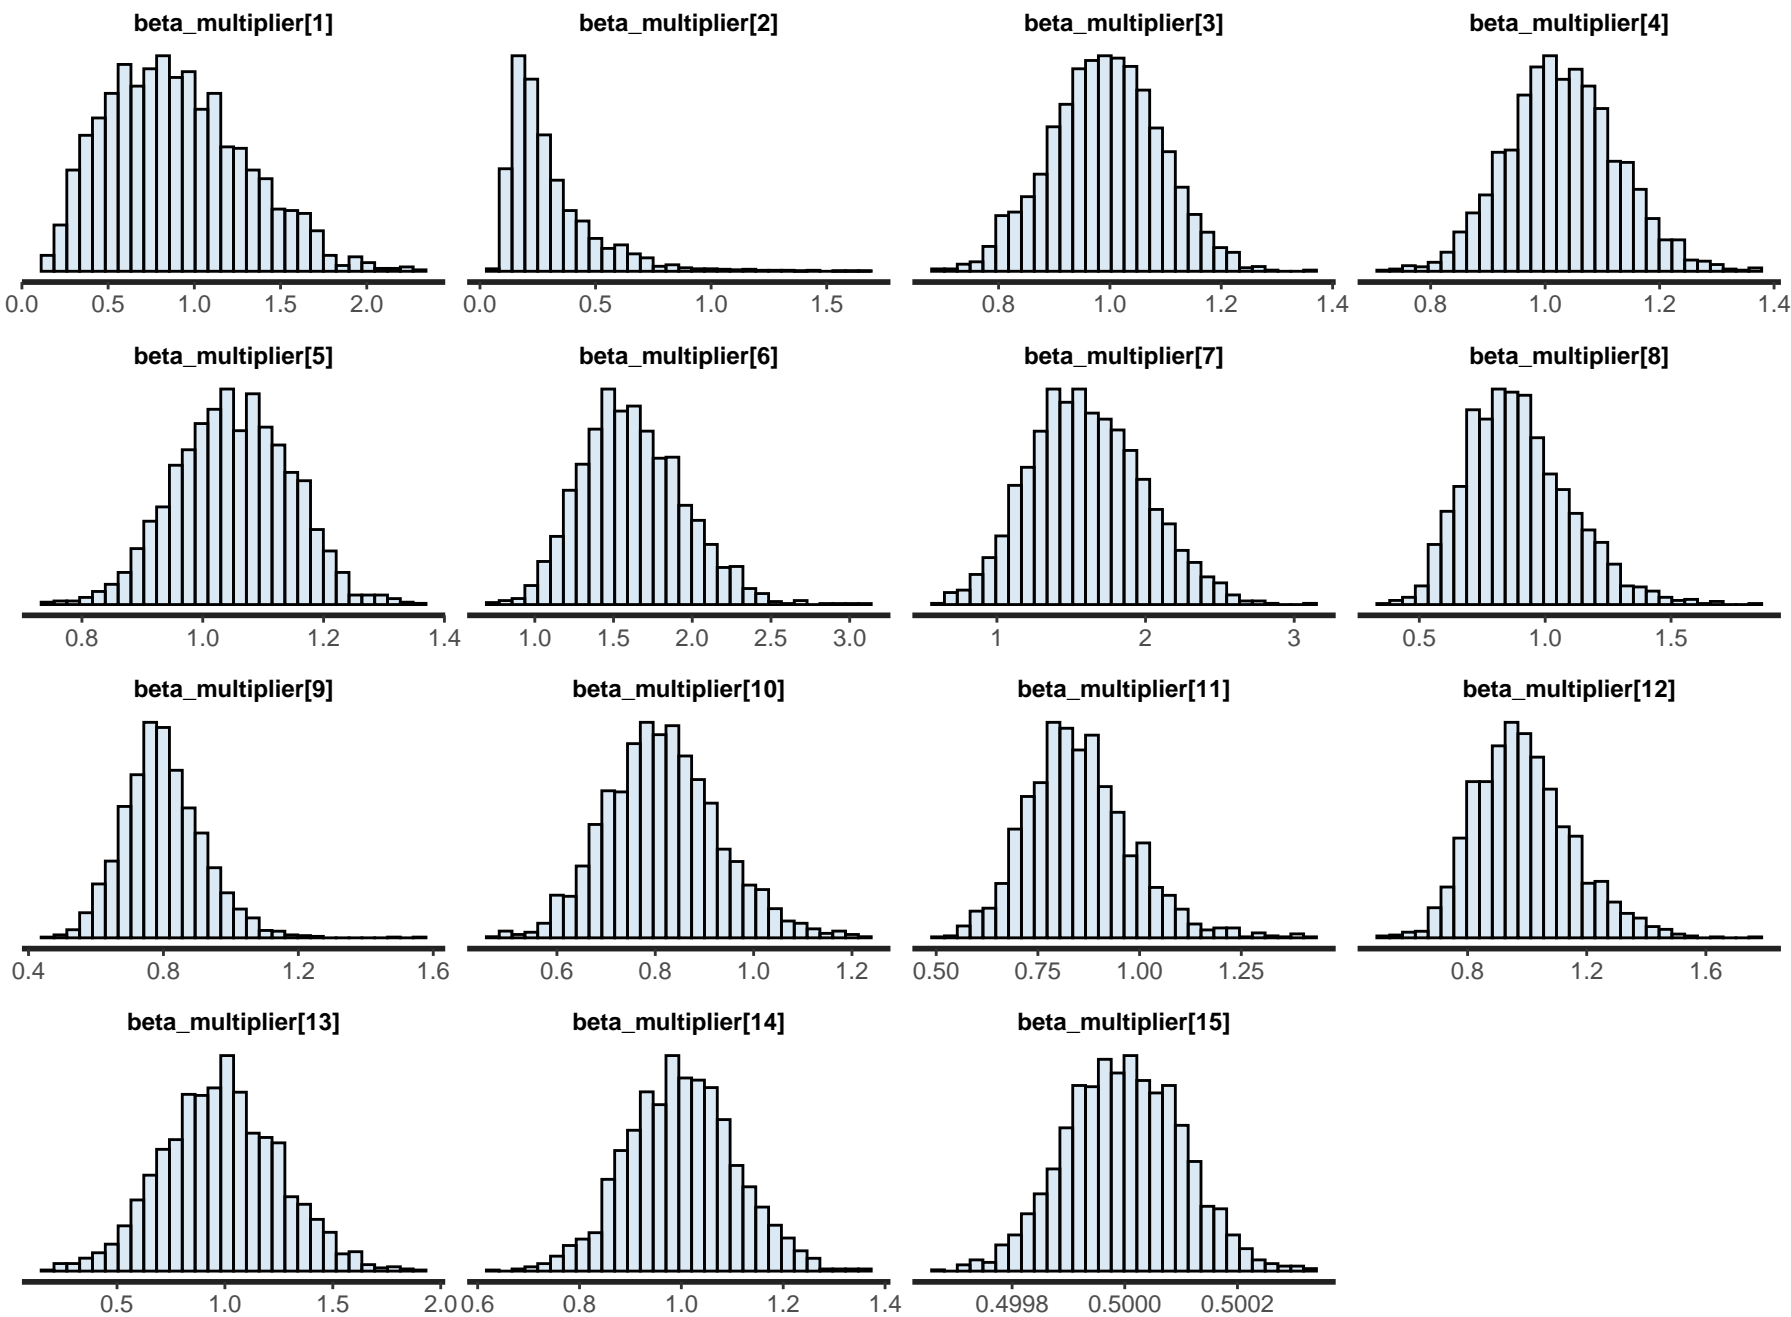 beta_multiplier[1] beta_multiplier[2] beta_multiplier[3] beta_multiplier[4]
0.0 0.5 1.0 1.5 2.0 0.0 0.5 1.0 1.5 0.8 1.0 1.2 1.4 0.8 1.0 1.2 1.4
beta_multiplier[5] beta_multiplier[6] beta_multiplier[7] beta_multiplier[8]
0.8 1.0 1.2 1.4 1.0 1.5 2.0 2.5 3.0 1 2 3 0.5 1.0 1.5
beta_multiplier[9] beta_multiplier[10] beta_multiplier[11] beta_multiplier[12]
0.4 0.8 1.2 1.6 0.6 0.8 1.0 1.2 0.50 0.75 1.00 1.25 0.8 1.2 1.6
beta_multiplier[13] beta_multiplier[14] beta_multiplier[15]
0.5 1.0 1.5 2.0 0.6 0.8 1.0 1.2 1.4 0.4998 0.5000 0.5002